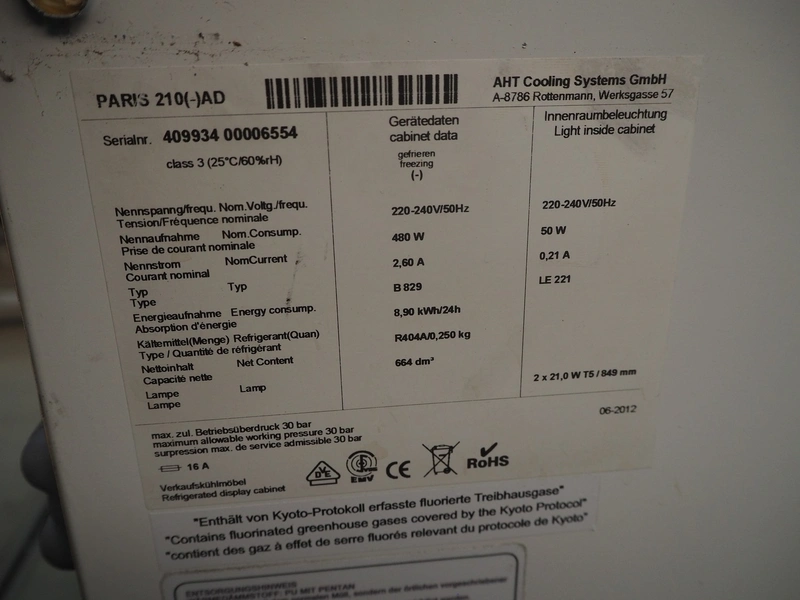 PARIS 210(-)AD
AHT Cooling Systems GmbH
A-8786 Rottenmann, Werksgasse 57
Serialnr. 409934 00006554
class 3 (25°C/60%rH)
Gerätedaten
cabinet data
gefrieren
freezing
(-)
Innenraumbeleuchtung
Light inside cabinet
Nennspanng/frequ. Nom.Voltg./frequ. 220-240V/50Hz 220-240V/50Hz
Tension/Fréquence nominale
Nennaufnahme Nom.Consump. 480 W 50 W
Prise de courant nominale
Nennstrom NomCurrent 2,60 A 0,21 A
Courant nominal
Typ Typ B 829 LE 221
Type
Energieaufnahme Energy consump. 8,90 kWh/24h
Absorption d'énergie
Kältemittel(Menge) Refrigerant(Quan) R404A/0,250 kg
Type / Quantité de réfrigérant
Nettoinhalt Net Content 664 dm³
Capacité nette
Lampe Lamp 2 x 21,0 W T5 / 849 mm
Lampe
06-2012
max. zul. Betriebsüberdruck 30 bar
maximum allowable working pressure 30 bar
surpression max. de service admissible 30 bar
16 A
VDE EMV CE RoHS
Verkaufskühlmöbel
Refrigerated display cabinet
"Enthält von Kyoto-Protokoll erfasste fluorierte Treibhausgase"
"Contains fluorinated greenhouse gases covered by the Kyoto Protocol"
"contient des gaz à effet de serre fluorés relevant du protocole de Kyoto"
ENTSORGUNGSHINWEIS
WÄRMEDÄMMSTOFF: PU MIT PENTAN